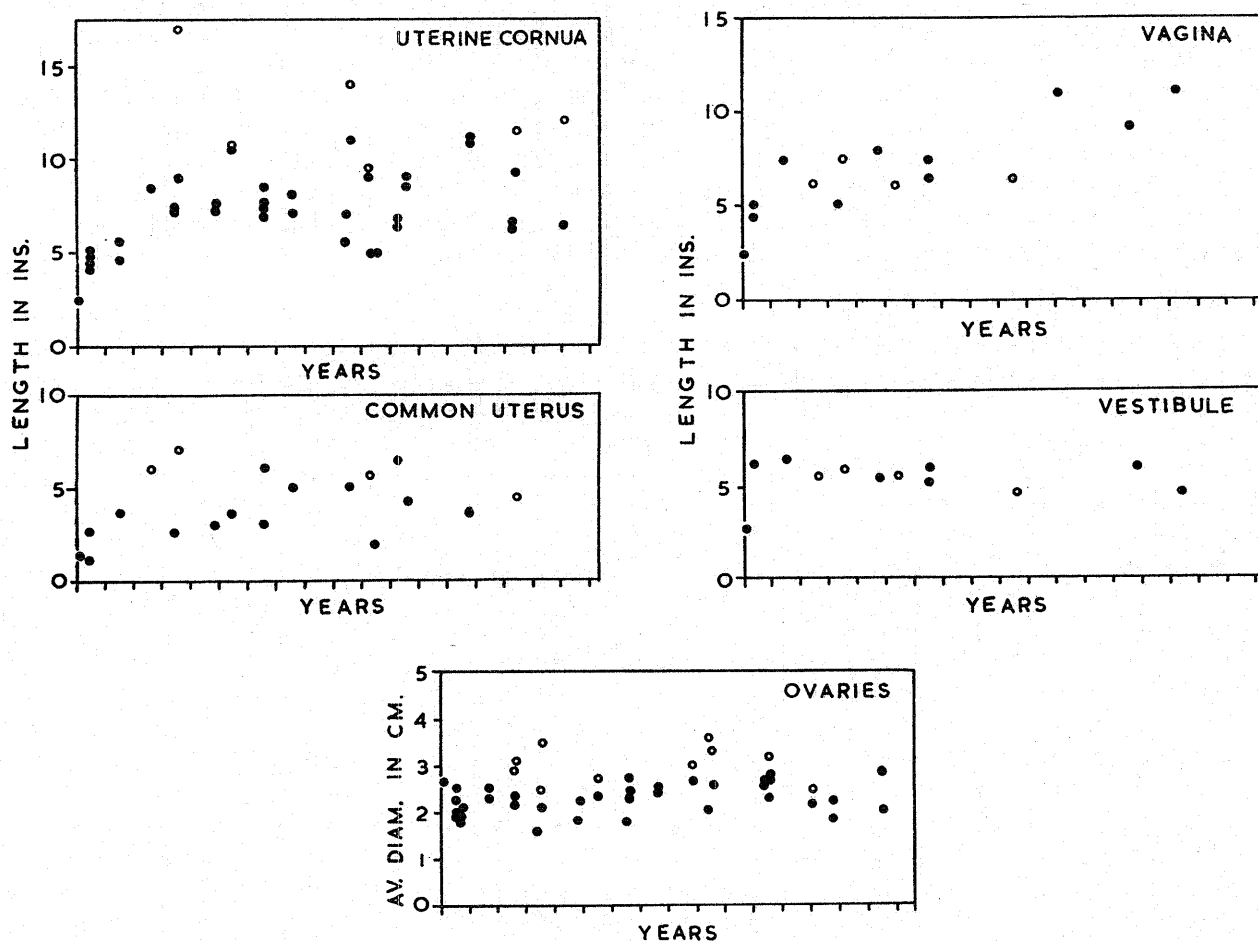 UTERINE CORNUA
15
10
5
0
YEARS
LENGTH IN INS.
COMMON UTERUS
10
5
0
YEARS
VAGINA
15
10
5
0
YEARS
LENGTH IN INS.
VESTIBULE
10
5
0
YEARS
OVARIES
5
4
3
2
1
0
AV. DIAM. IN CM.
YEARS